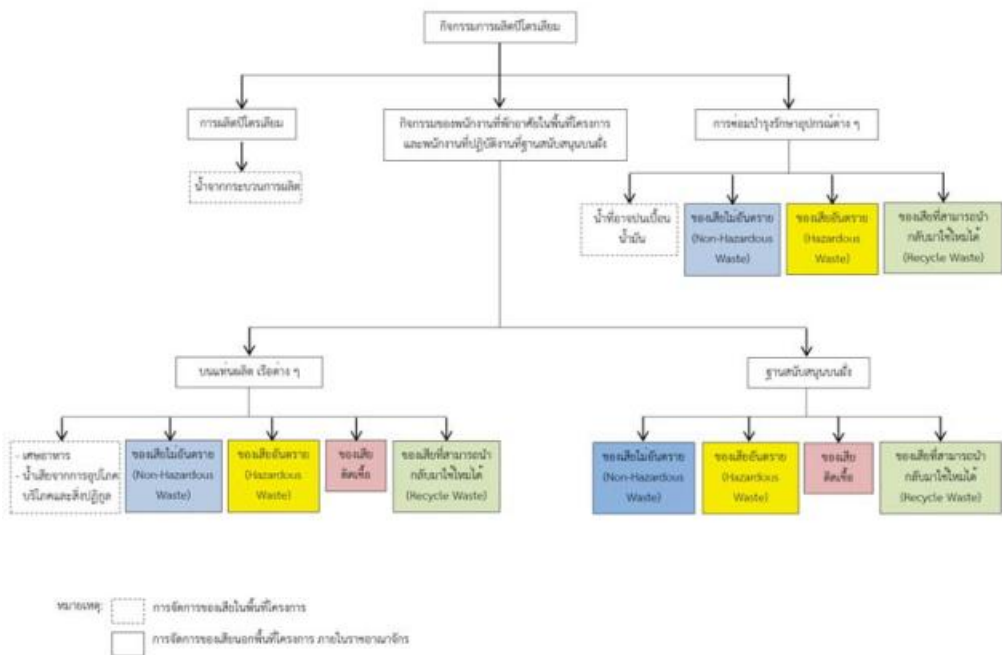 กิจกรรมการผลิตปิโตรเลียม
การผลิตปิโตรเลียม
กิจกรรมของพนักงานที่พักอาศัยในพื้นที่โครงการ
และพนักงานที่ปฏิบัติงานที่ฐานสนับสนุนบนฝั่ง
การซ่อมบำรุงรักษาอุปกรณ์ต่าง ๆ
น้ำจากกระบวนการผลิต
น้ำที่อาจปนเปื้อน
น้ำมัน
ของเสียไม่อันตราย
(Non-Hazardous
Waste)
ของเสียอันตราย
(Hazardous
Waste)
ของเสียที่สามารถนำ
กลับมาใช้ใหม่ได้
(Recycle Waste)
บนแท่นผลิต เรือต่าง ๆ
ฐานสนับสนุนบนฝั่ง
- เศษอาหาร
- น้ำเสียจากการอุปโภค
บริโภคและสิ่งปฏิกูล
ของเสียไม่อันตราย
(Non-Hazardous
Waste)
ของเสียอันตราย
(Hazardous
Waste)
ของเสีย
ติดเชื้อ
ของเสียที่สามารถนำ
กลับมาใช้ใหม่ได้
(Recycle Waste)
ของเสียไม่อันตราย
(Non-Hazardous
Waste)
ของเสียอันตราย
(Hazardous
Waste)
ของเสีย
ติดเชื้อ
ของเสียที่สามารถนำ
กลับมาใช้ใหม่ได้
(Recycle Waste)
หมายเหตุ: การจัดการของเสียในพื้นที่โครงการ
การจัดการของเสียนอกพื้นที่โครงการ ภายในราชอาณาจักร